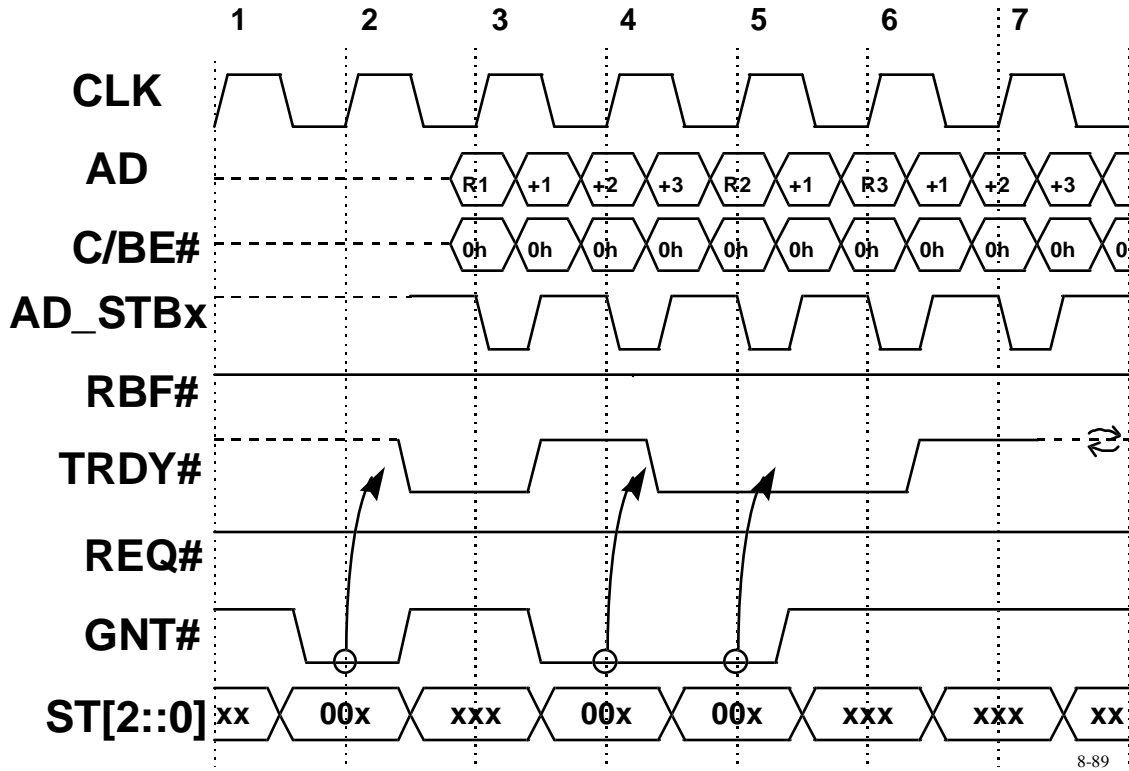 1 2 3 4 5 6 7
CLK
AD R1 +1 +2 +3 R2 +1 R3 +1 +2 +3
C/BE# 0h 0h 0h 0h 0h 0h 0h 0h 0h 0h 0
AD_STBx
RBF#
TRDY#
REQ#
GNT#
ST[2::0] xx 00x xxx 00x 00x xxx xxx xx
8-89